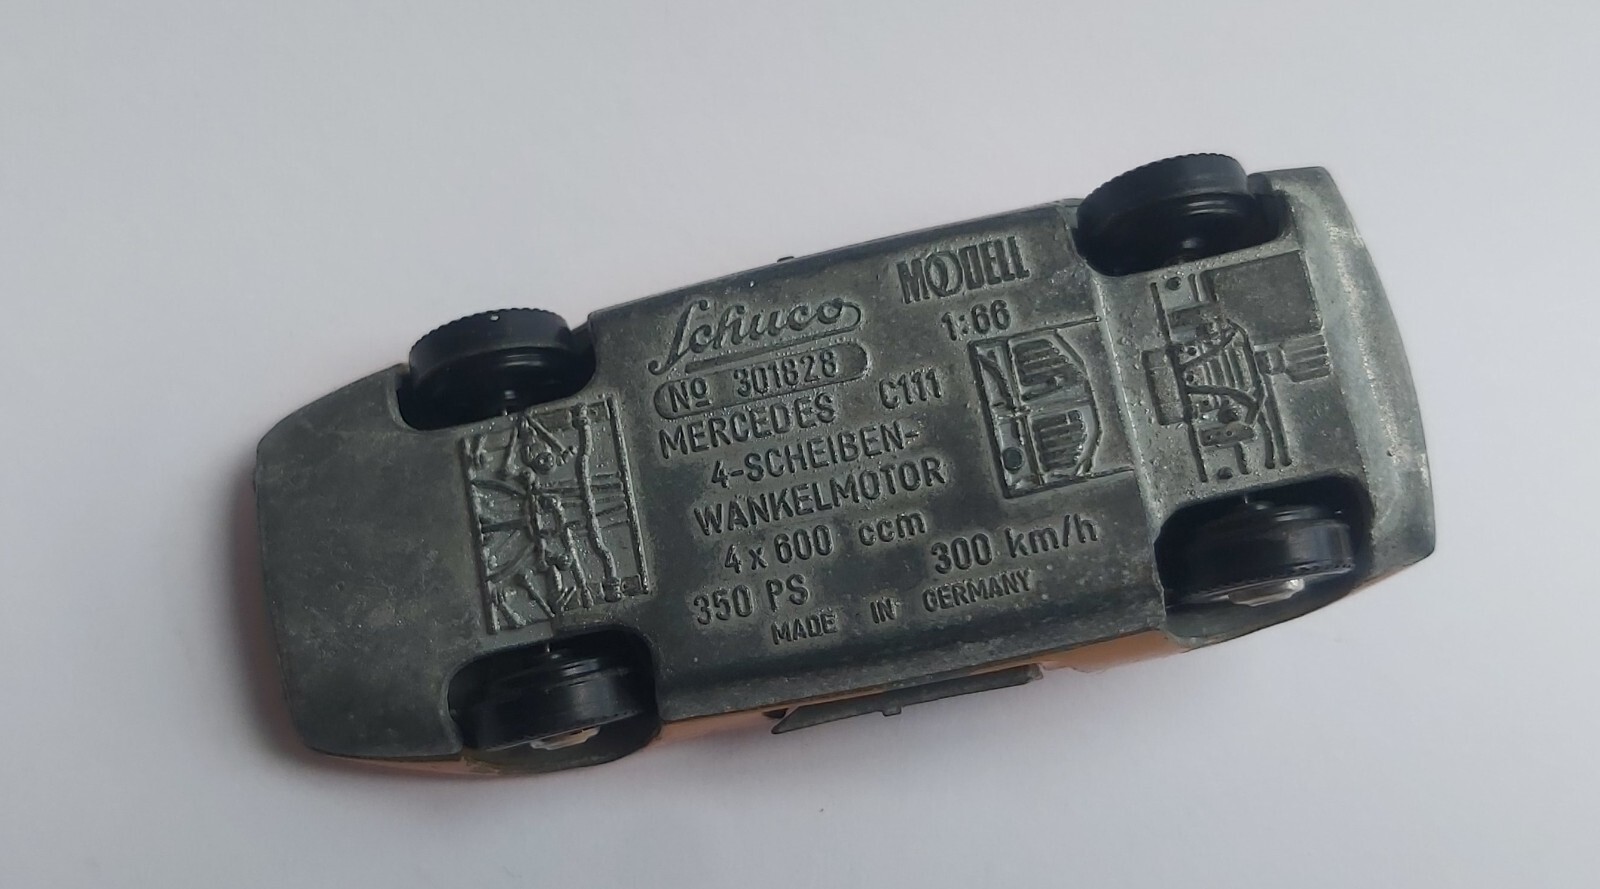 Schuco
MODELL
1:66
No 301828
MERCEDES C111
4-SCHEIBEN-
WANKELMOTOR
4 x 600 ccm
350 PS 300 km/h
MADE IN GERMANY